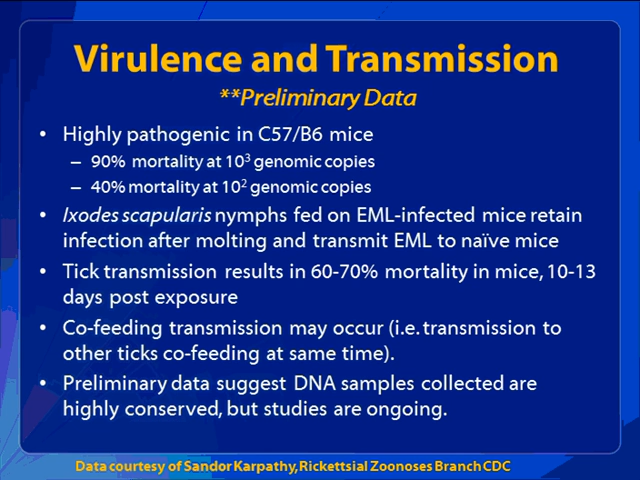 Virulence and Transmission
**Preliminary Data
• Highly pathogenic in C57/B6 mice
– 90% mortality at 10³ genomic copies
– 40% mortality at 10² genomic copies
• Ixodes scapularis nymphs fed on EML-infected mice retain
infection after molting and transmit EML to naïve mice
• Tick transmission results in 60-70% mortality in mice, 10-13
days post exposure
• Co-feeding transmission may occur (i.e. transmission to
other ticks co-feeding at same time).
• Preliminary data suggest DNA samples collected are
highly conserved, but studies are ongoing.
Data courtesy of Sandor Karpathy, Rickettsial Zoonoses Branch CDC